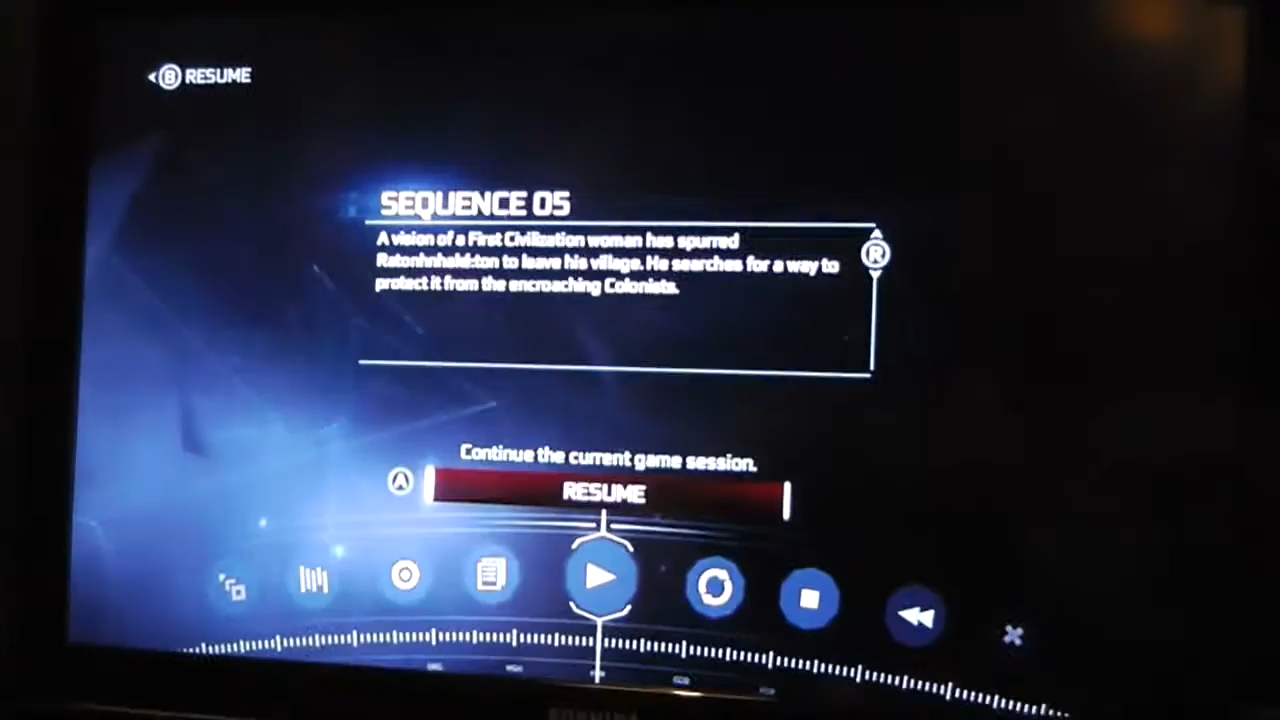 B RESUME
SEQUENCE 05
A vision of a First Civilization woman has spurred
Ratonhnhaké:ton to leave his village. He searches for a way to
R
protect it from the encroaching Colonists.
Continue the current game session.
A
RESUME